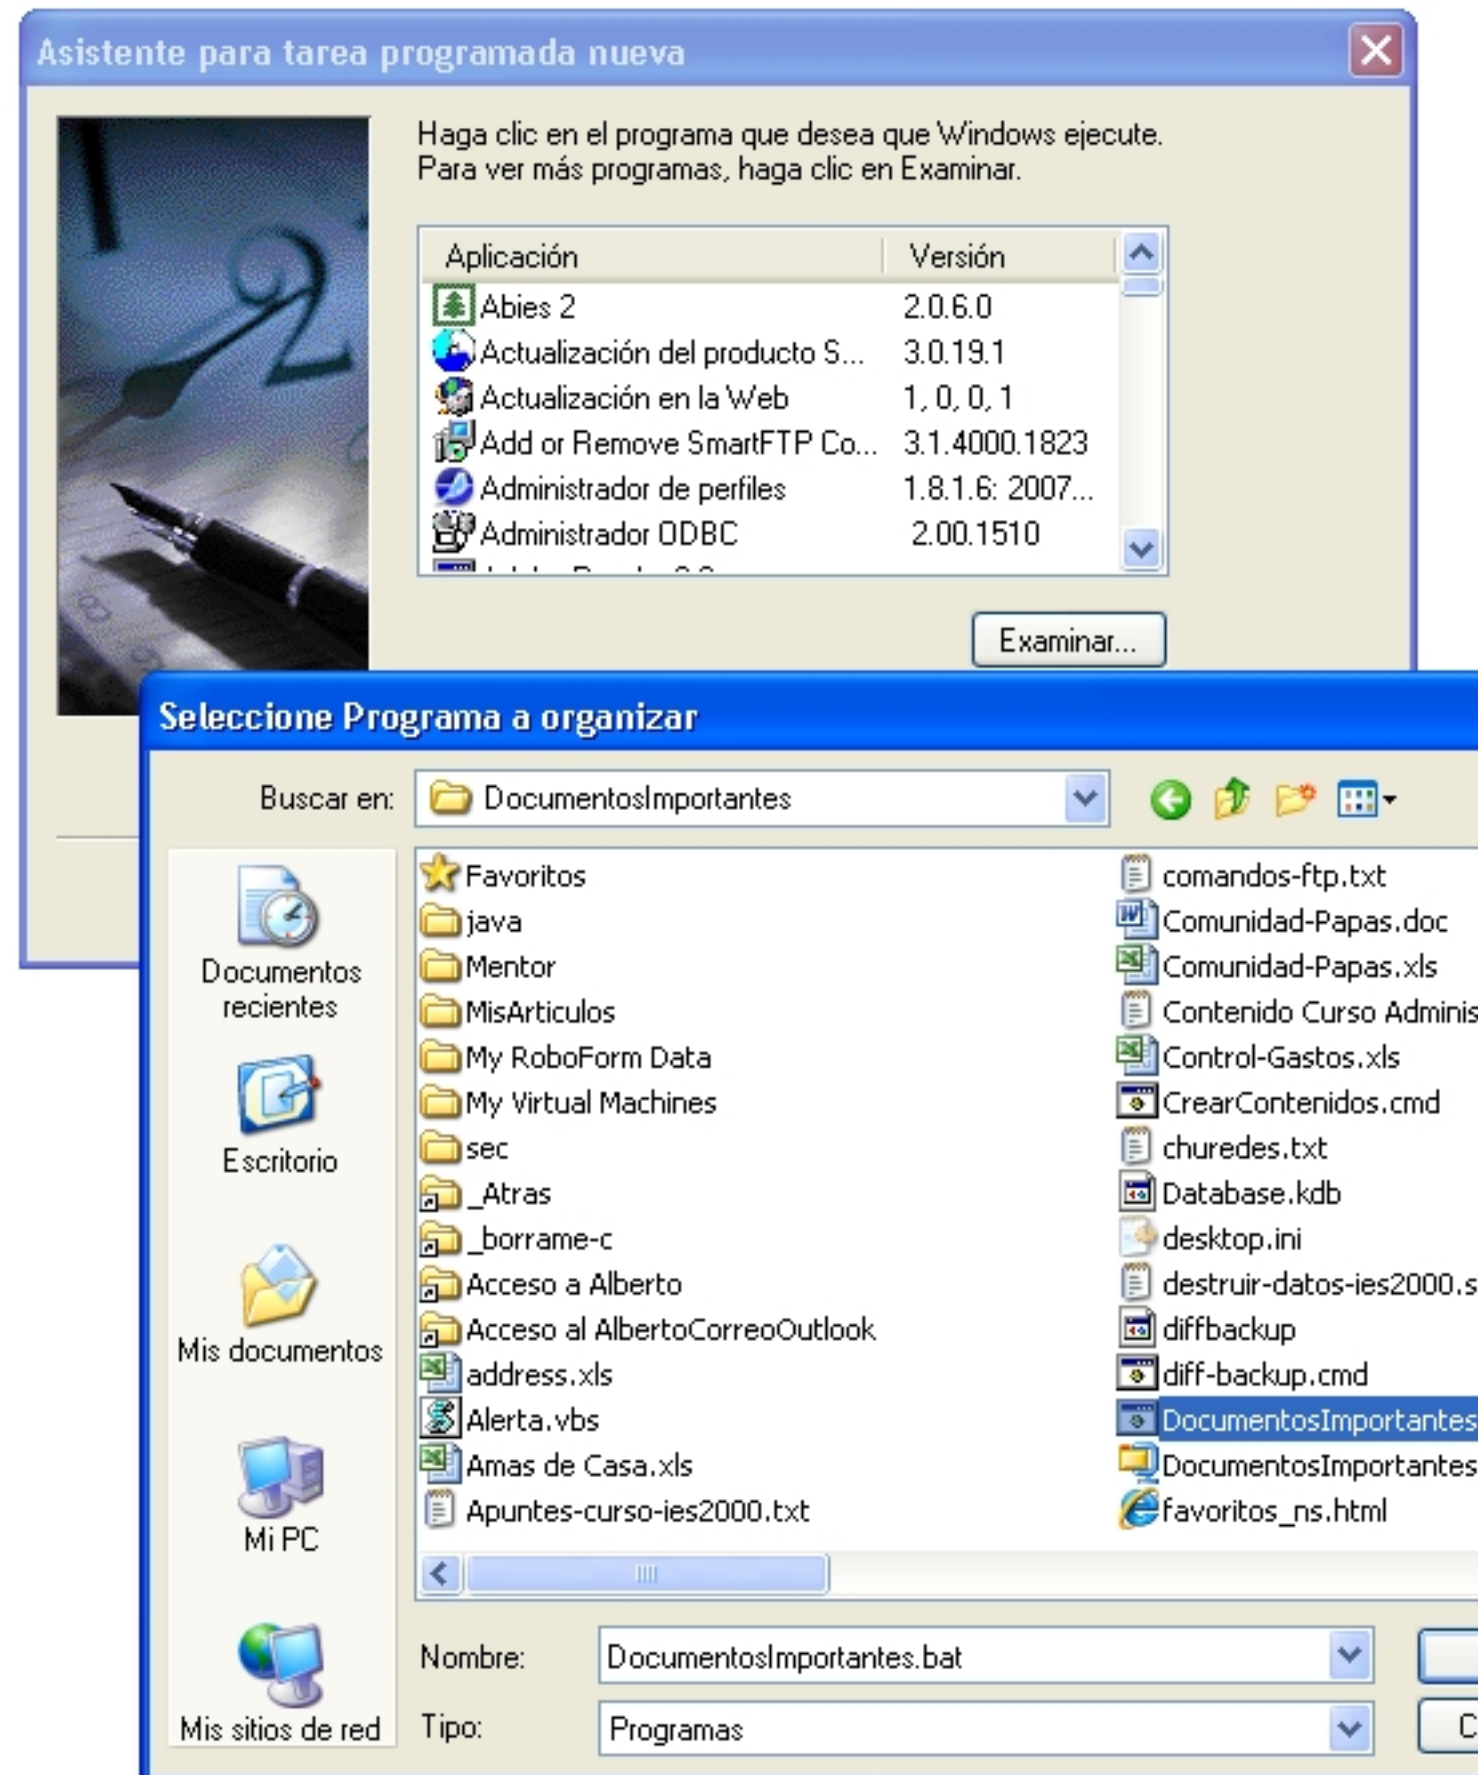 Asistente para tarea programada nueva
Haga clic en el programa que desea que Windows ejecute.
Para ver más programas, haga clic en Examinar.
Aplicación Versión
Abies 2 2.0.6.0
Actualización del producto S... 3.0.19.1
Actualización en la Web 1, 0, 0, 1
Add or Remove SmartFTP Co... 3.1.4000.1823
Administrador de perfiles 1.8.1.6: 2007...
Administrador ODBC 2.00.1510
Examinar...
Seleccione Programa a organizar
Buscar en: DocumentosImportantes
Documentos
recientes
Escritorio
Mis documentos
Mi PC
Mis sitios de red
Favoritos
java
Mentor
MisArticulos
My RoboForm Data
My Virtual Machines
sec
_Atras
_borrame-c
Acceso a Alberto
Acceso al AlbertoCorreoOutlook
address.xls
Alerta.vbs
Amas de Casa.xls
Apuntes-curso-ies2000.txt
comandos-ftp.txt
Comunidad-Papas.doc
Comunidad-Papas.xls
Contenido Curso Adminis
Control-Gastos.xls
CrearContenidos.cmd
churedes.txt
Database.kdb
desktop.ini
destruir-datos-ies2000.s
diffbackup
diff-backup.cmd
DocumentosImportantes
DocumentosImportantes
favoritos_ns.html
Nombre: DocumentosImportantes.bat
Tipo: Programas
C